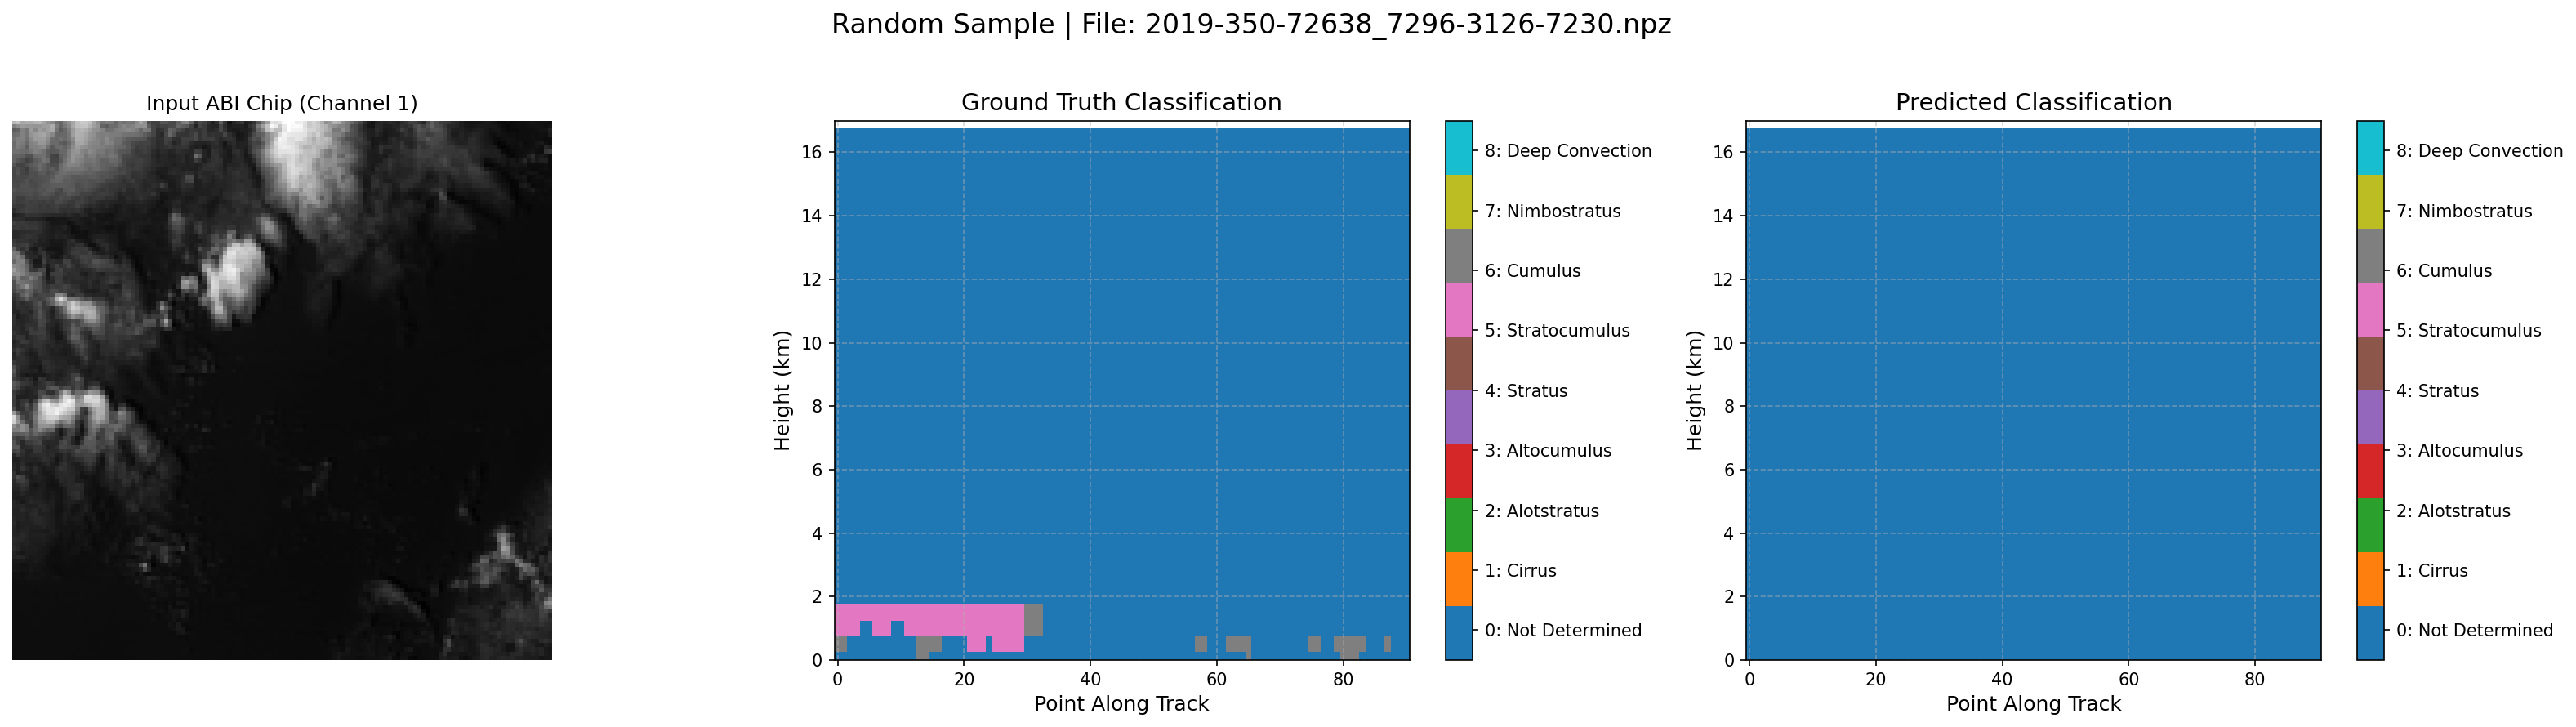 Random Sample | File: 2019-350-72638_7296-3126-7230.npz
Input ABI Chip (Channel 1)
Ground Truth Classification
Height (km)
16
14
12
10
8
6
4
2
0
0 20 40 60 80
Point Along Track
8: Deep Convection
7: Nimbostratus
6: Cumulus
5: Stratocumulus
4: Stratus
3: Altocumulus
2: Alotstratus
1: Cirrus
0: Not Determined
Predicted Classification
Height (km)
16
14
12
10
8
6
4
2
0
0 20 40 60 80
Point Along Track
8: Deep Convection
7: Nimbostratus
6: Cumulus
5: Stratocumulus
4: Stratus
3: Altocumulus
2: Alotstratus
1: Cirrus
0: Not Determined